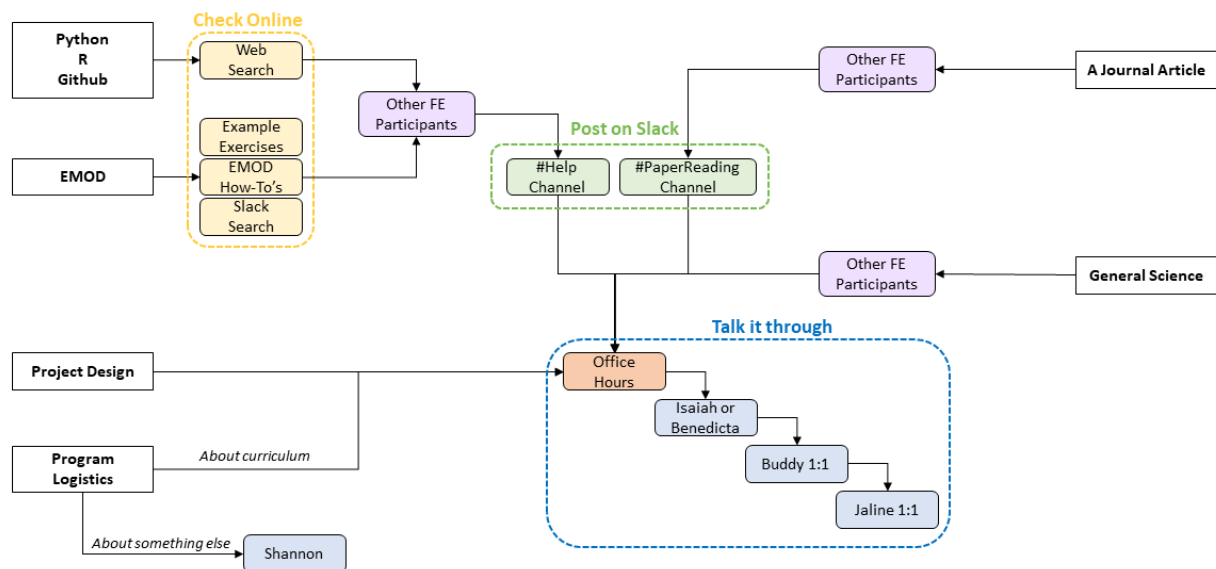 Check Online
Python
R
Github
Web
Search
Other FE
Participants
A Journal Article
Other FE
Participants
Example
Exercises
Post on Slack
EMOD
EMOD
How-To's
#Help
Channel
#PaperReading
Channel
Slack
Search
Other FE
Participants
General Science
Talk it through
Project Design
Office
Hours
Isaiah or
Benedicta
Program
Logistics
About curriculum
Buddy 1:1
Jaline 1:1
About something else
Shannon